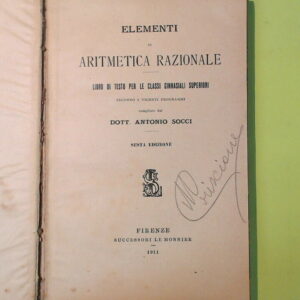 ELEMENTI
DI
ARITMETICA RAZIONALE
LIBRO DI TESTO PER LE CLASSI GINNASIALI SUPERIORI
SECONDO I VIGENTI PROGRAMMI
compilato dal
DOTT. ANTONIO SOCCI
SESTA EDIZIONE
FIRENZE
SUCCESSORI LE MONNIER
1911